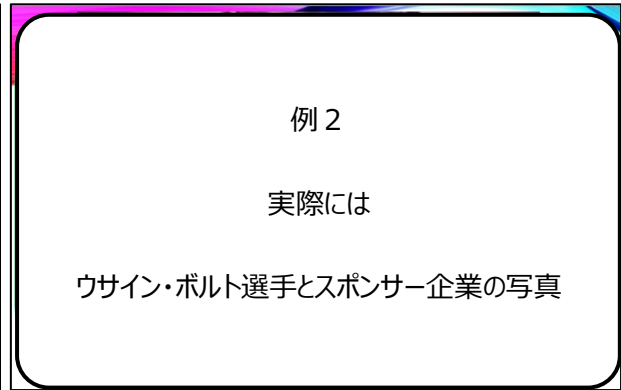 例２
実際には
ウサイン・ボルト選手とスポンサー企業の写真